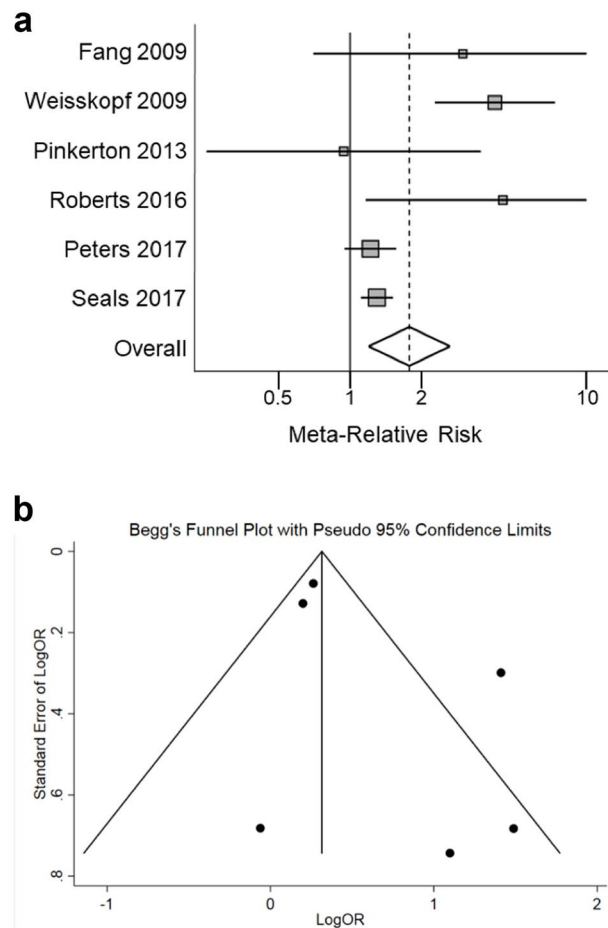 a
Fang 2009
Weisskopf 2009
Pinkerton 2013
Roberts 2016
Peters 2017
Seals 2017
Overall
0.5 1 2 10
Meta-Relative Risk
b
Begg's Funnel Plot with Pseudo 95% Confidence Limits
Standard Error of LogOR
0
.2
.4
.6
.8
-1 0 1 2
LogOR